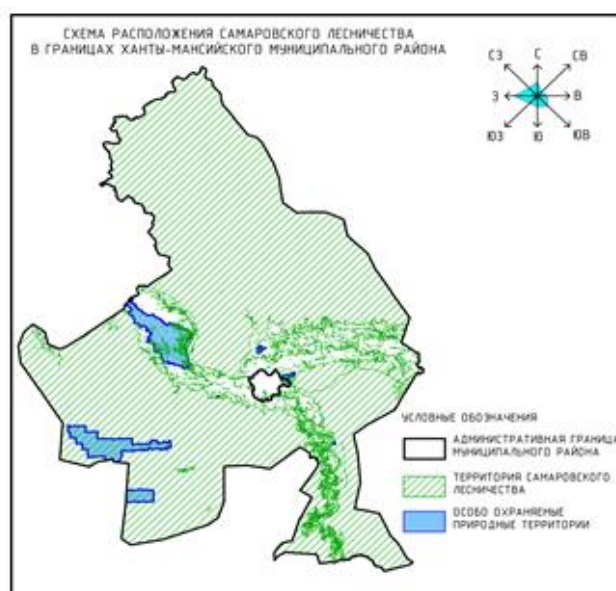 СХЕМА РАСПОЛОЖЕНИЯ САМАРОВСКОГО ЛЕСНИЧЕСТВА
В ГРАНИЦАХ ХАНТЫ-МАНСИЙСКОГО МУНИЦИПАЛЬНОГО РАЙОНА
СЗ С СВ
З В
ЮЗ Ю ЮВ
УСЛОВНЫЕ ОБОЗНАЧЕНИЯ
АДМИНИСТРАТИВНАЯ ГРАНИЦА
МУНИЦИПАЛЬНОГО РАЙОНА
ТЕРРИТОРИЯ САМАРОВСКОГО
ЛЕСНИЧЕСТВА
ОСОБО ОХРАНЯЕМЫЕ
ПРИРОДНЫЕ ТЕРРИТОРИИ